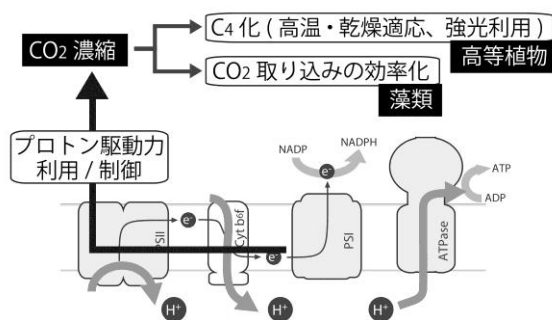 C4 化 ( 高温・乾燥適応、強光利用 )
高等植物
CO2 濃縮
CO2 取り込みの効率化
藻類
プロトン駆動力
利用 / 制御
NADP
NADPH
e-
ATP
ADP
e-
PSII
Cyt b6f
e-
PSI
ATPase
H+
H+
H+